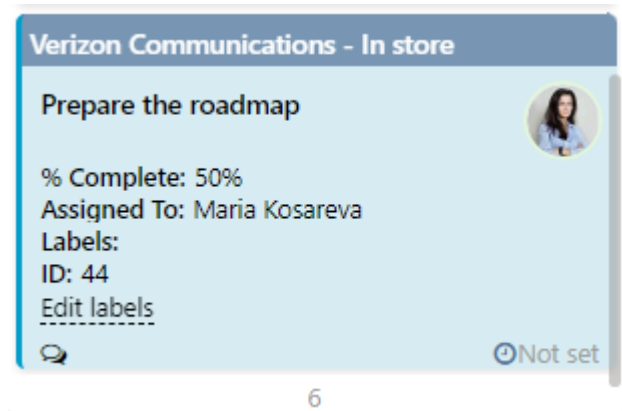 Verizon Communications - In store
Prepare the roadmap
% Complete: 50%
Assigned To: Maria Kosareva
Labels:
ID: 44
Edit labels
Not set
6